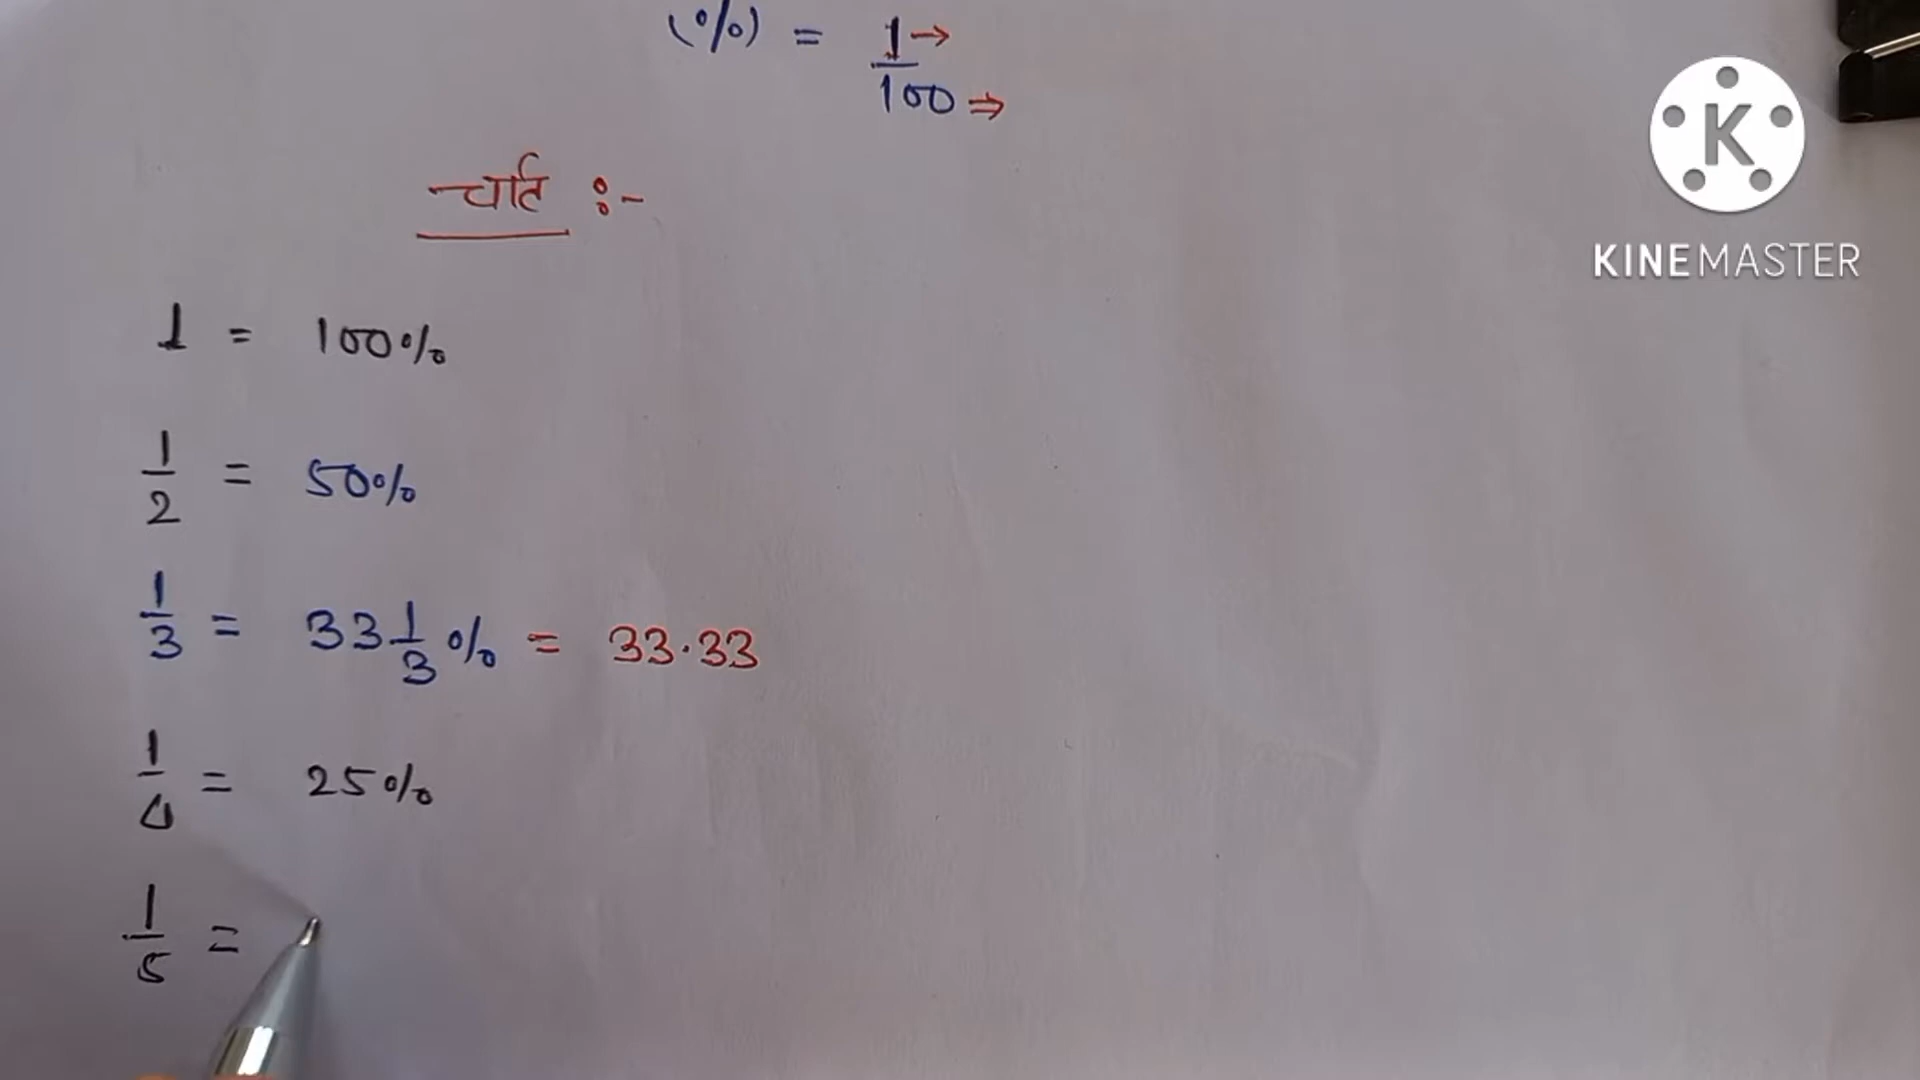 (%) = 1/100 → ⇒
चार्ट :-
1 = 100%
1/2 = 50%
1/3 = 33 1/3 % = 33.33
1/4 = 25%
1/5 =
K
KINEMASTER